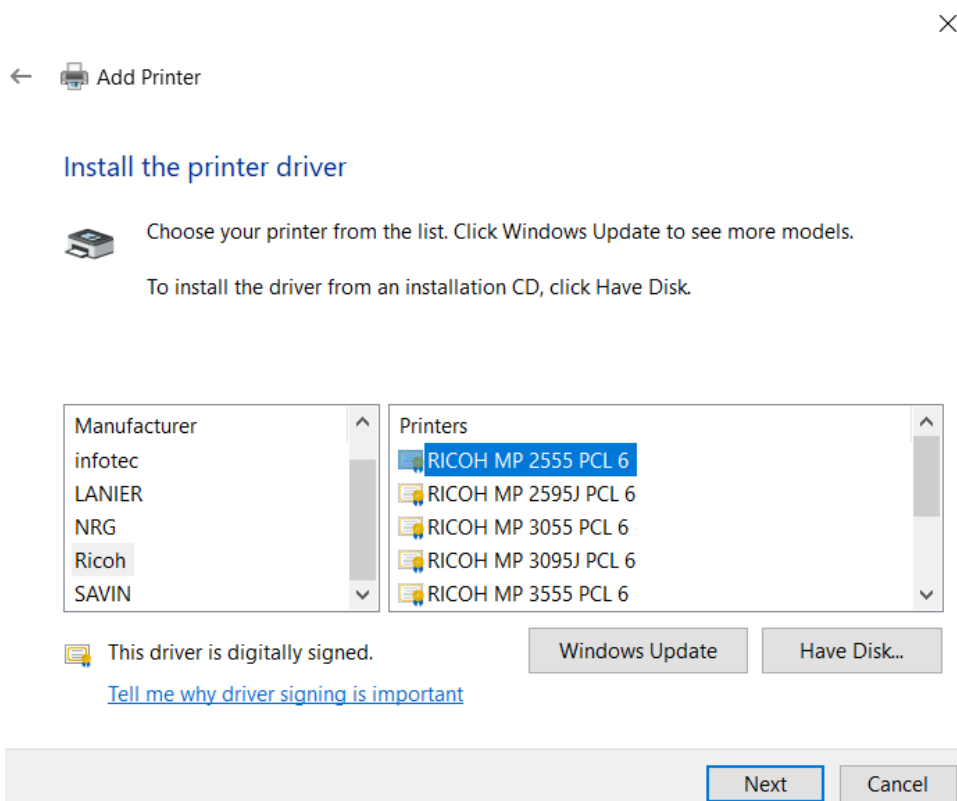 Add Printer
Install the printer driver
Choose your printer from the list. Click Windows Update to see more models.
To install the driver from an installation CD, click Have Disk.
Manufacturer
infotec
LANIER
NRG
Ricoh
SAVIN
Printers
RICOH MP 2555 PCL 6
RICOH MP 2595J PCL 6
RICOH MP 3055 PCL 6
RICOH MP 3095J PCL 6
RICOH MP 3555 PCL 6
This driver is digitally signed.
Tell me why driver signing is important
Windows Update
Have Disk...
Next
Cancel